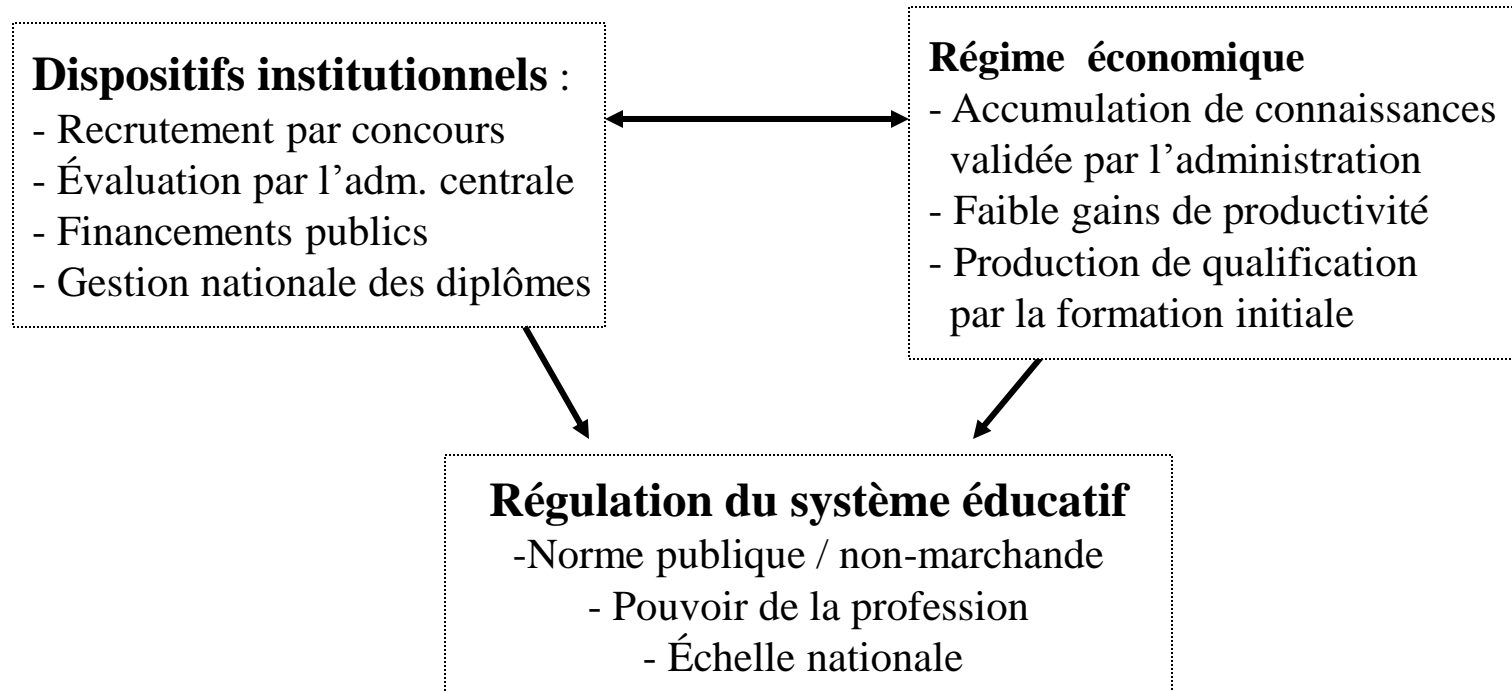 Dispositifs institutionnels :
- Recrutement par concours
- Évaluation par l’adm. centrale
- Financements publics
- Gestion nationale des diplômes
Régime économique
- Accumulation de connaissances
validée par l’administration
- Faible gains de productivité
- Production de qualification
par la formation initiale
Régulation du système éducatif
-Norme publique / non-marchande
- Pouvoir de la profession
- Échelle nationale